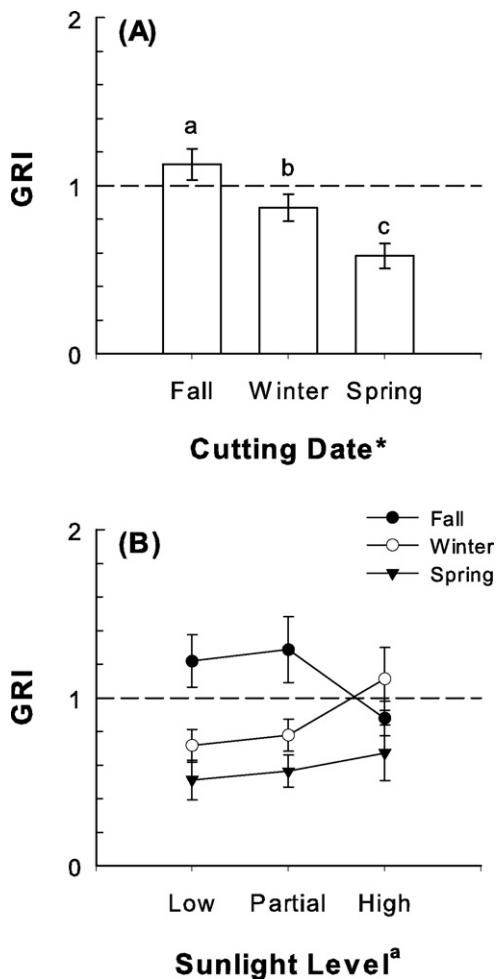 (A)
2
1
0
GRI
a
b
c
Fall Winter Spring
Cutting Date*
(B)
Fall
Winter
Spring
2
1
0
GRI
Low Partial High
Sunlight Level^a